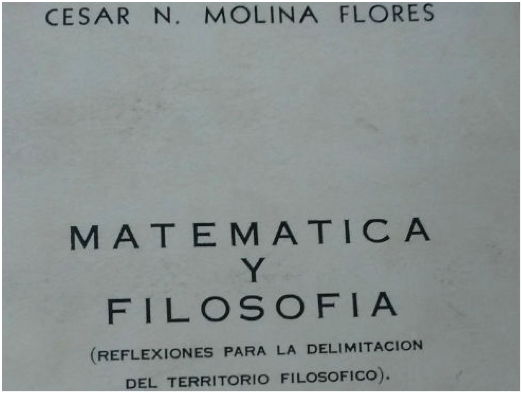 CESAR N. MOLINA FLORES
MATEMATICA
Y
FILOSOFIA
(REFLEXIONES PARA LA DELIMITACION
DEL TERRITORIO FILOSOFICO).